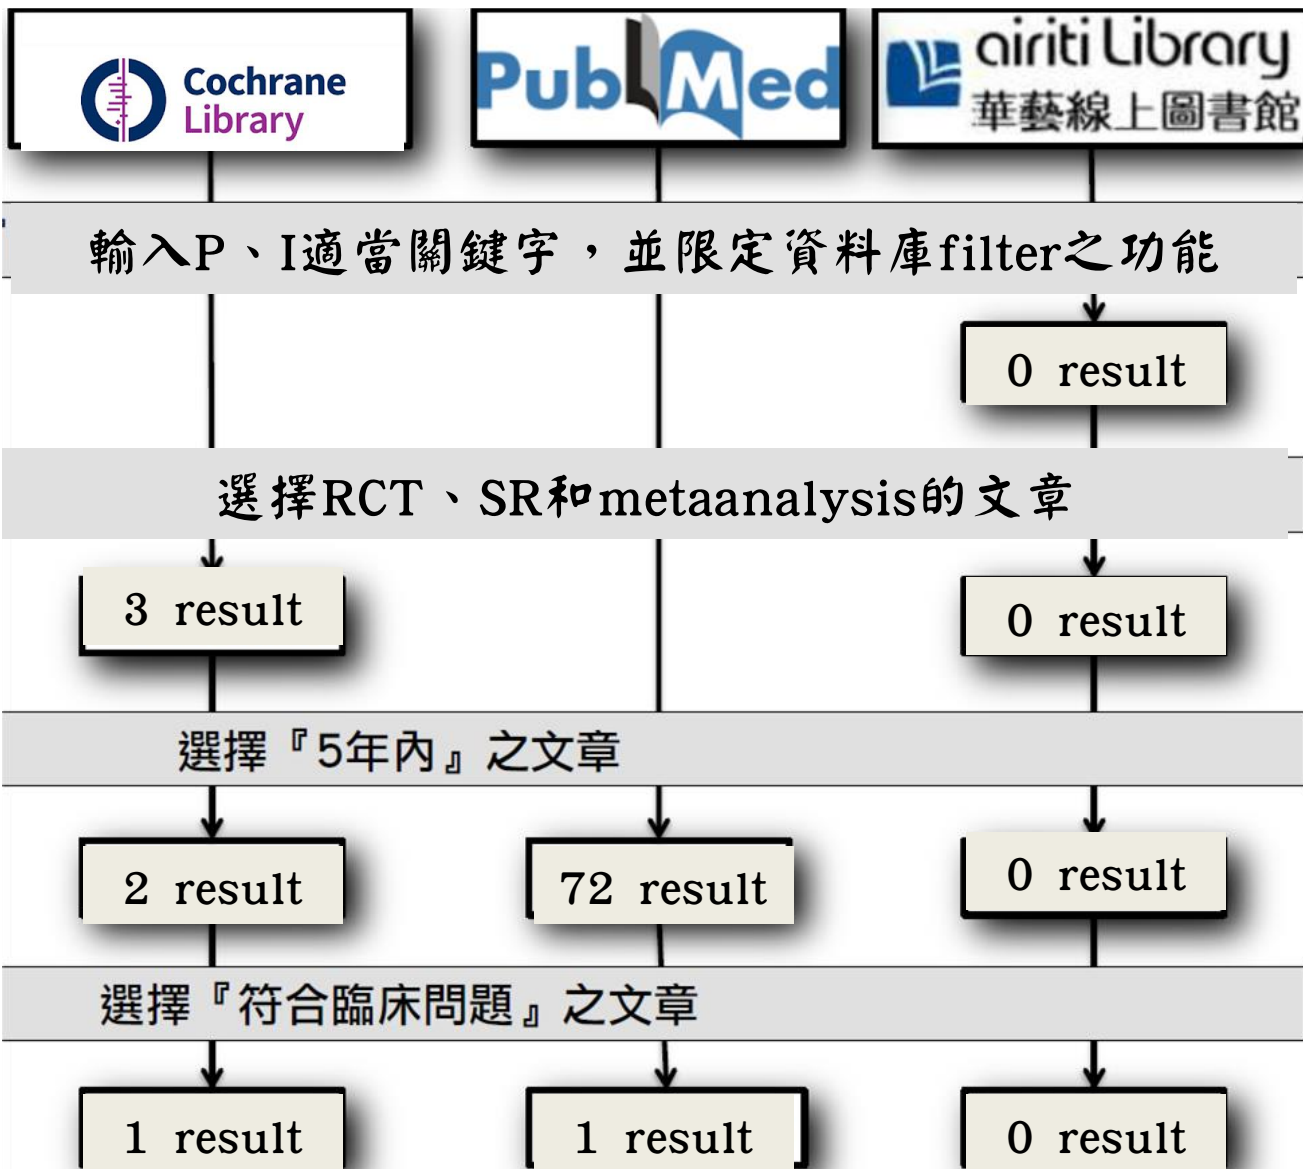 Cochrane
Library
PubMed
airiti Library
華藝線上圖書館
輸入P、I適當關鍵字，並限定資料庫filter之功能
0 result
選擇RCT、SR和metaanalysis的文章
3 result
0 result
選擇『5年內』之文章
2 result
72 result
0 result
選擇『符合臨床問題』之文章
1 result
1 result
0 result